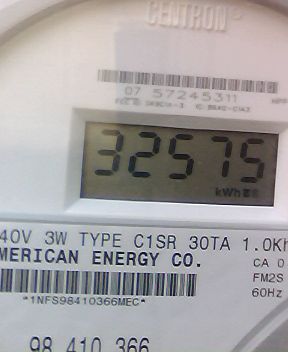 CENTRON®
07 57245311
32575
kWh
40V 3W TYPE C1SR 30TA 1.0Kh
MERICAN ENERGY CO.
CA 0
FM2S
*1NFS98410366MEC*
60Hz
98 410 366